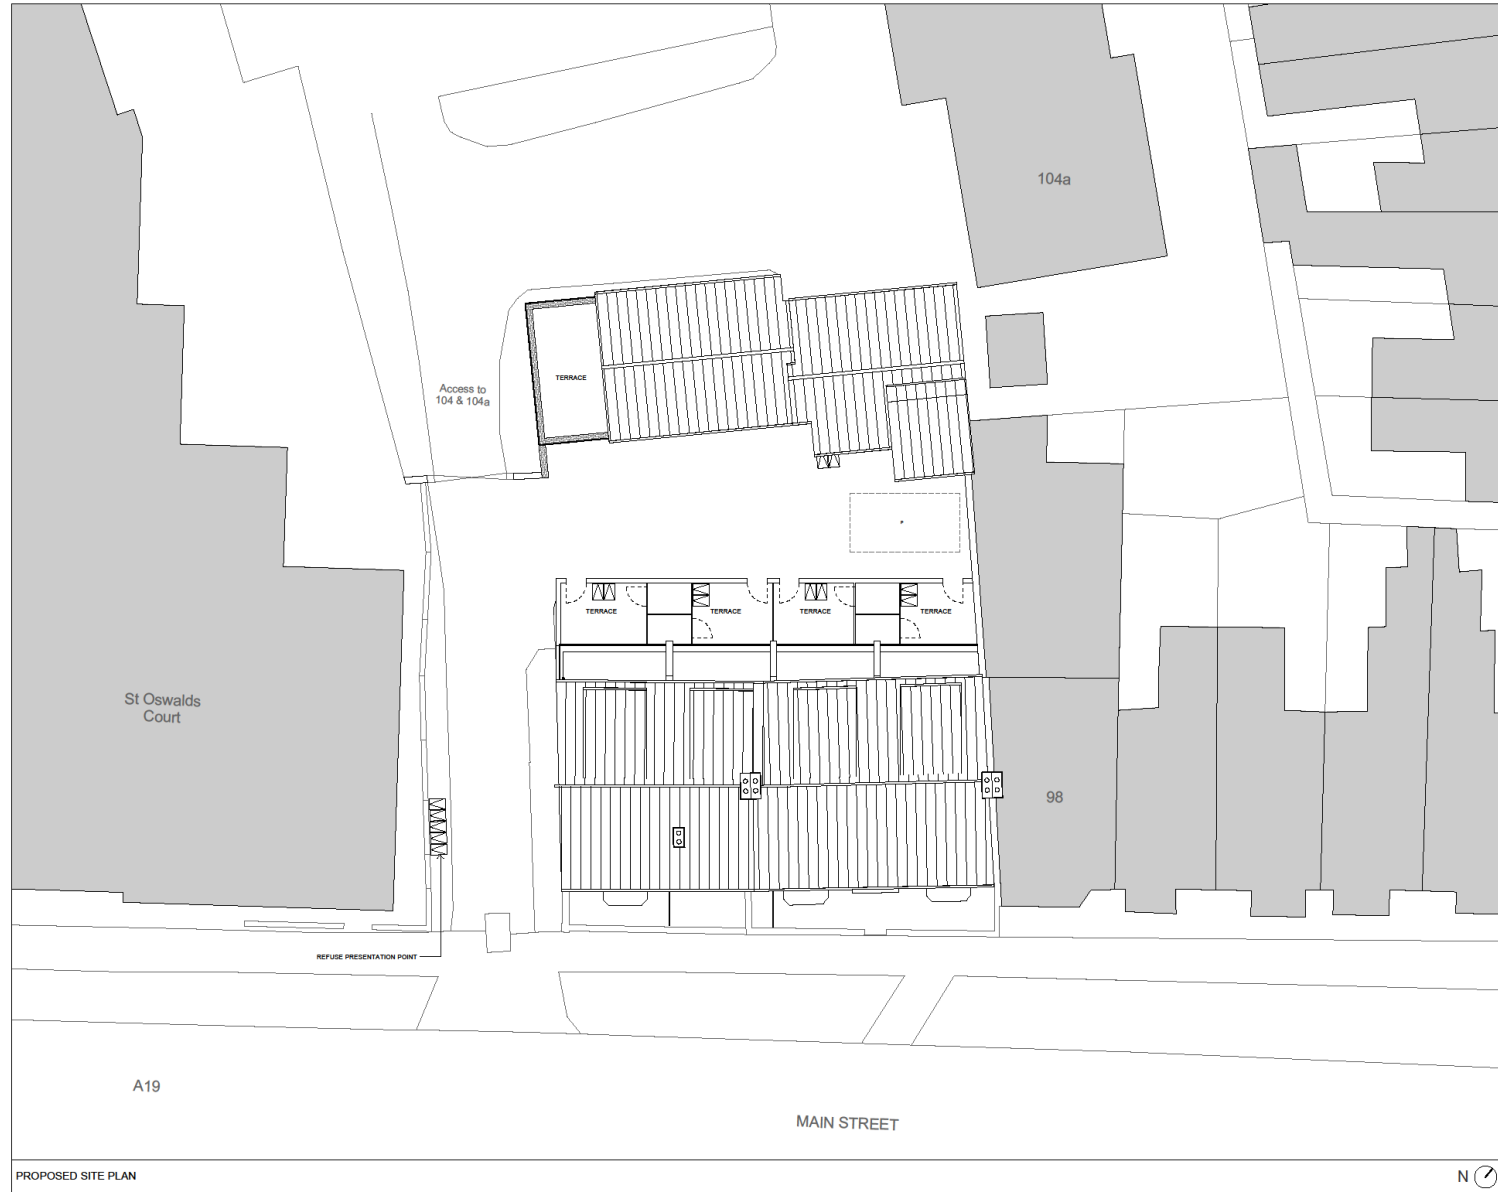 104a
Access to
104 & 104a
TERRACE
TERRACE
TERRACE
TERRACE
TERRACE
St Oswalds
Court
98
REFUSE PRESENTATION POINT
A19
MAIN STREET
PROPOSED SITE PLAN
N